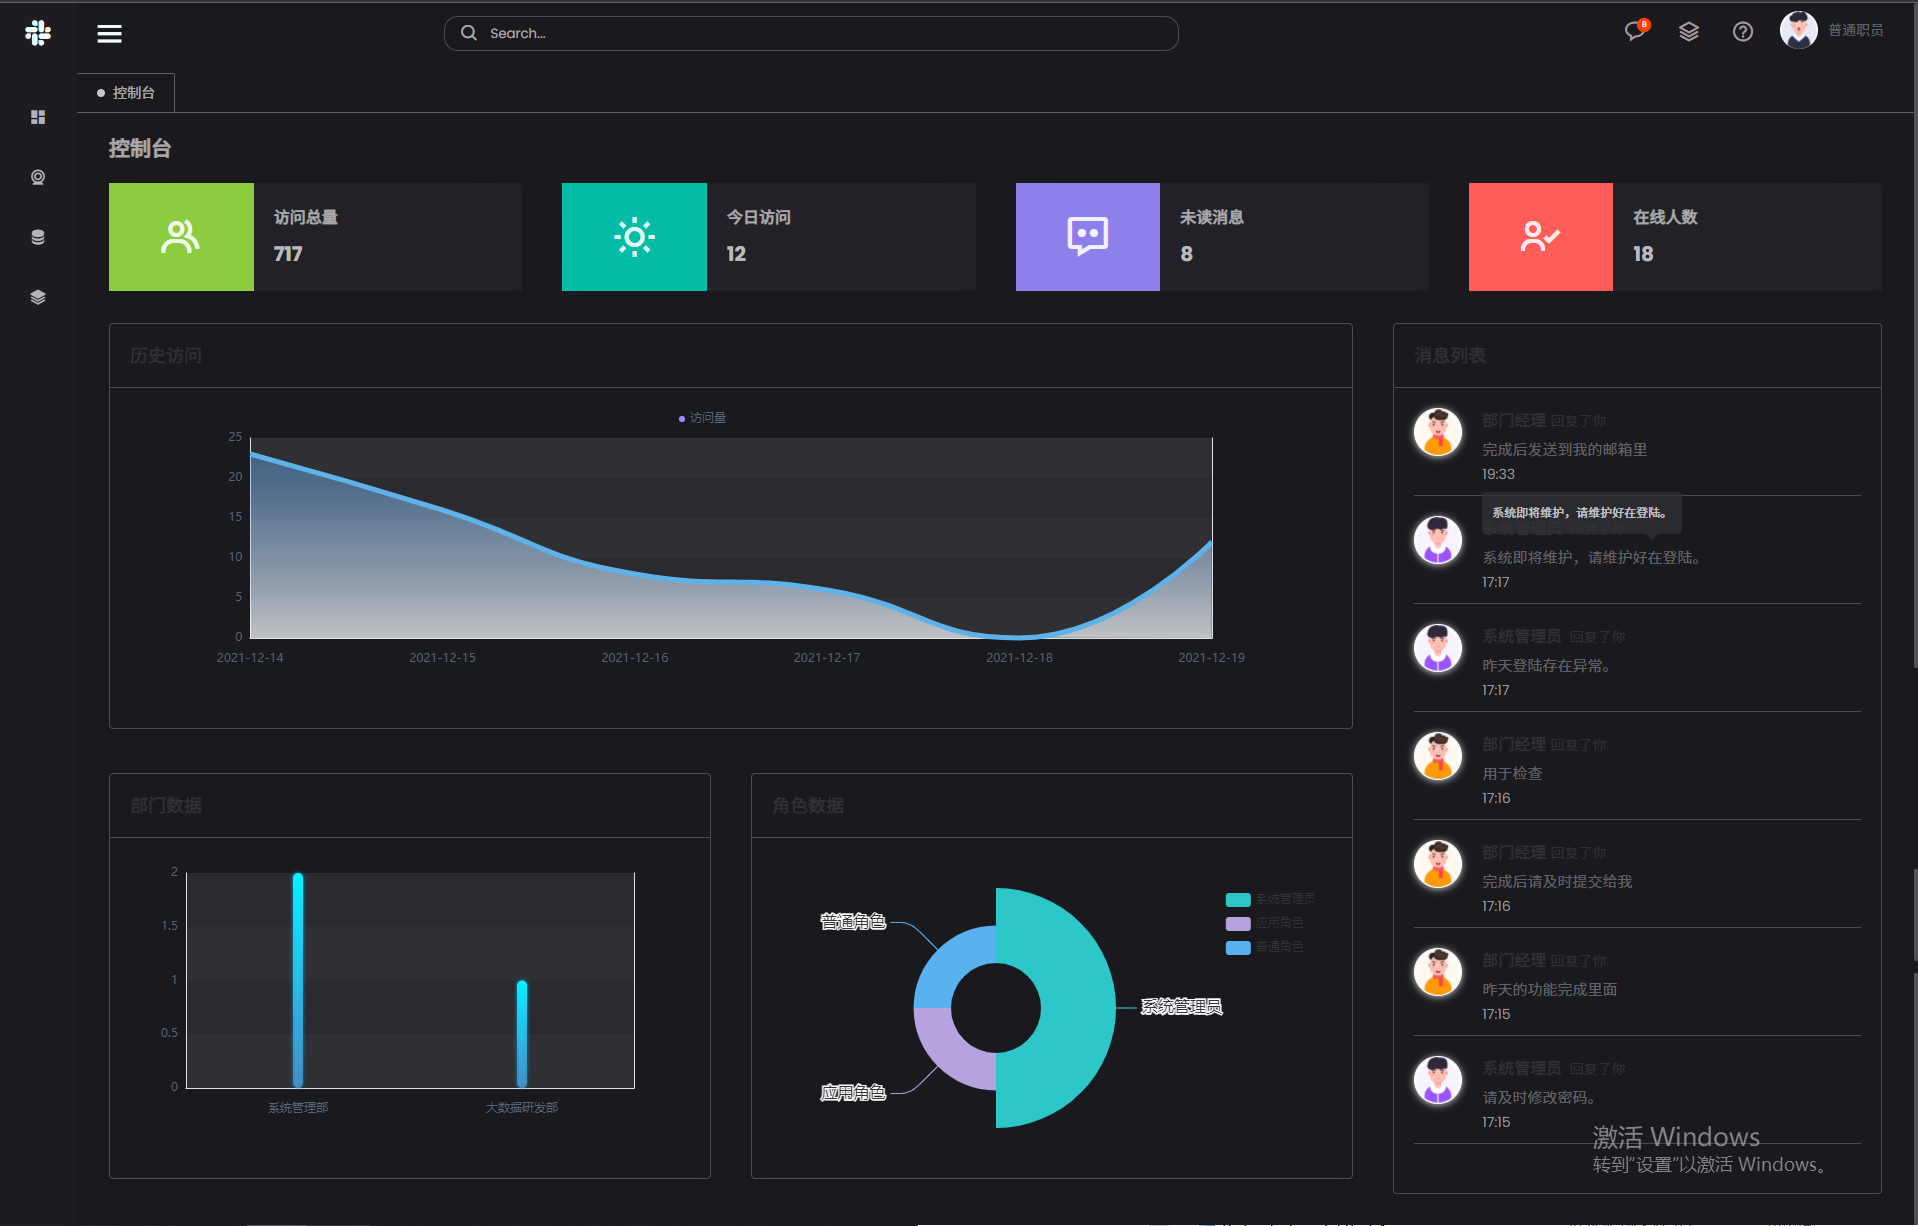 Search...
8
普通职员
控制台
控制台
访问总量
717
今日访问
12
未读消息
8
在线人数
18
历史访问
访问量
25
20
15
10
5
0
2021-12-14
2021-12-15
2021-12-16
2021-12-17
2021-12-18
2021-12-19
部门数据
2
1.5
1
0.5
0
系统管理部
大数据研发部
角色数据
普通角色
应用角色
系统管理员
系统管理员
应用角色
普通角色
消息列表
部门经理 回复了你
完成后发送到我的邮箱里
19:33
系统即将维护，请维护好在登陆。
系统管理员 回复了你
系统即将维护，请维护好在登陆。
17:17
系统管理员 回复了你
昨天登陆存在异常。
17:17
部门经理 回复了你
用于检查
17:16
部门经理 回复了你
完成后请及时提交给我
17:16
部门经理 回复了你
昨天的功能完成里面
17:15
系统管理员 回复了你
请及时修改密码。
17:15
激活 Windows
转到“设置”以激活 Windows。